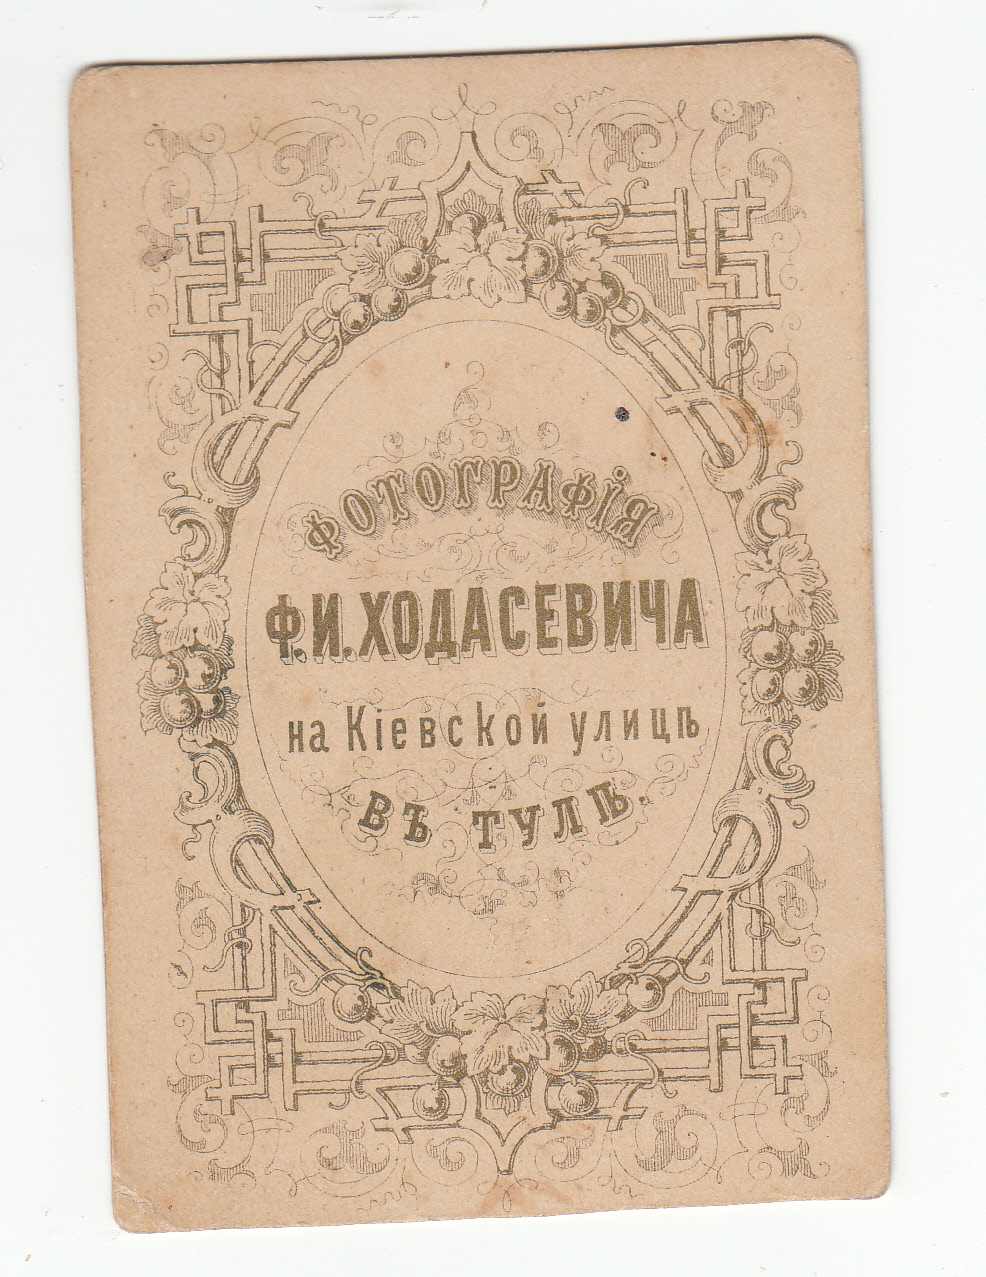 ФОТОГРАФІЯ
Ф.И.ХОДАСЕВИЧА
на Кіевской улицѣ
ВЪ ТУЛѢ.